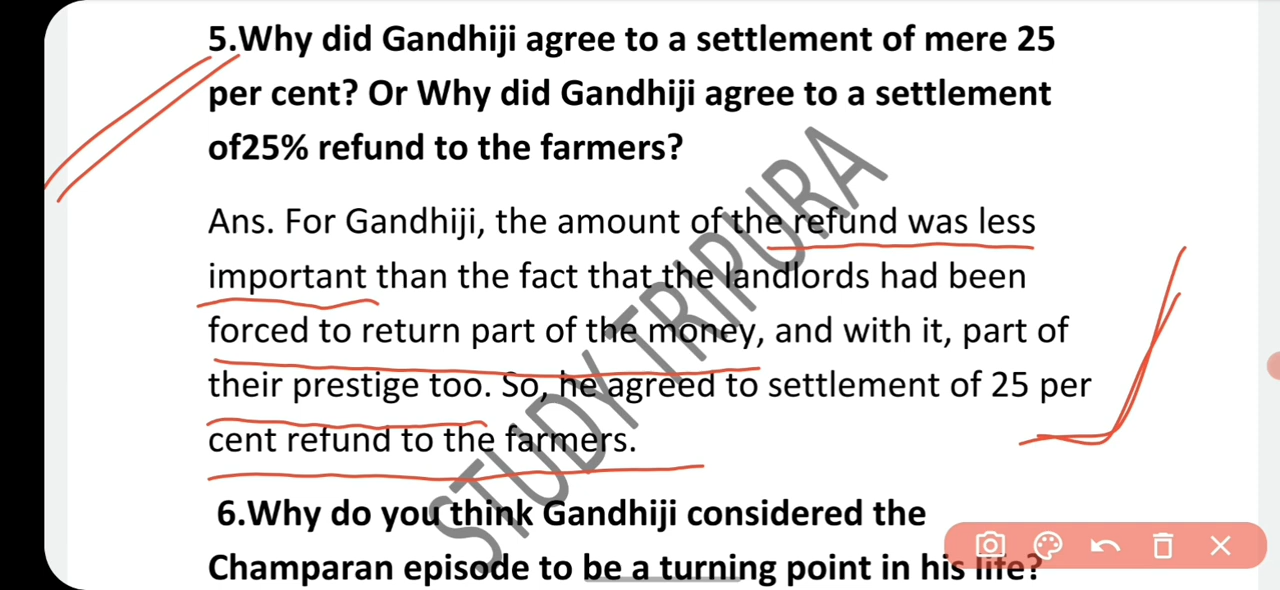 5.Why did Gandhiji agree to a settlement of mere 25
per cent? Or Why did Gandhiji agree to a settlement
of25% refund to the farmers?
Ans. For Gandhiji, the amount of the refund was less
important than the fact that the landlords had been
forced to return part of the money, and with it, part of
their prestige too. So, he agreed to settlement of 25 per
cent refund to the farmers.
STUDY TRIPURA
6.Why do you think Gandhiji considered the
Champaran episode to be a turning point in his life?